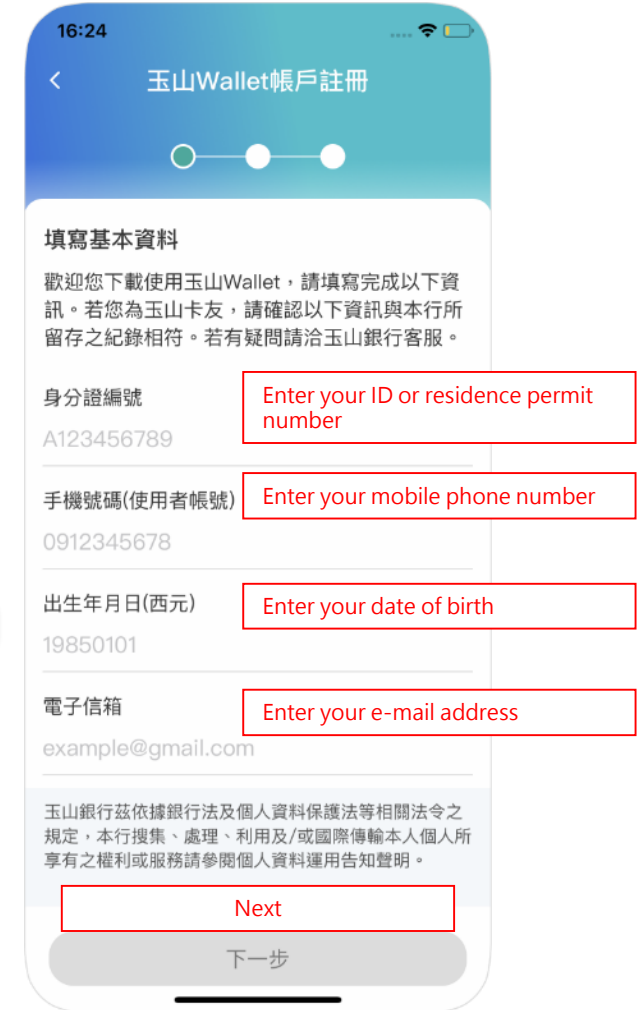 16:24
玉山Wallet帳戶註冊
填寫基本資料
歡迎您下載使用玉山Wallet，請填寫完成以下資
訊。若您為玉山卡友，請確認以下資訊與本行所
留存之紀錄相符。若有疑問請洽玉山銀行客服。
身分證編號
Enter your ID or residence permit
number
A123456789
手機號碼(使用者帳號)
Enter your mobile phone number
0912345678
出生年月日(西元)
Enter your date of birth
19850101
電子信箱
Enter your e-mail address
example@gmail.com
玉山銀行茲依據銀行法及個人資料保護法等相關法令之
規定，本行搜集、處理、利用及/或國際傳輸本人個人所
享有之權利或服務請參閱個人資料運用告知聲明。
Next
下一步